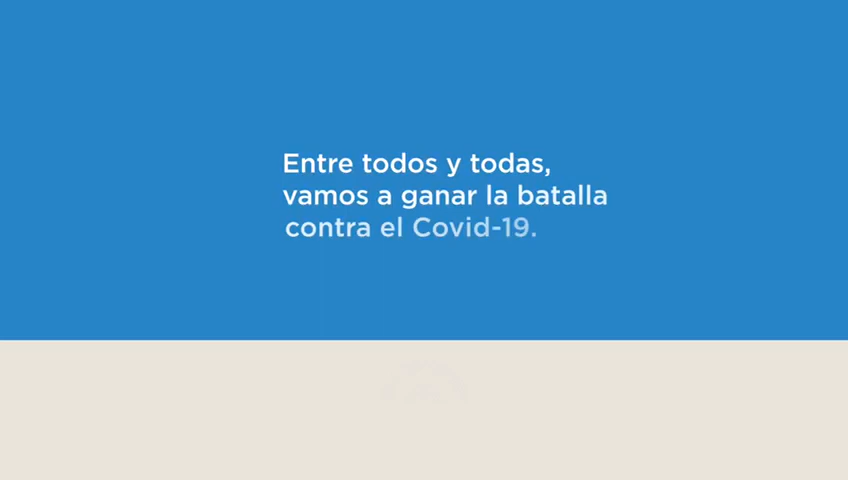 Entre todos y todas,
vamos a ganar la batalla
contra el Covid-19.